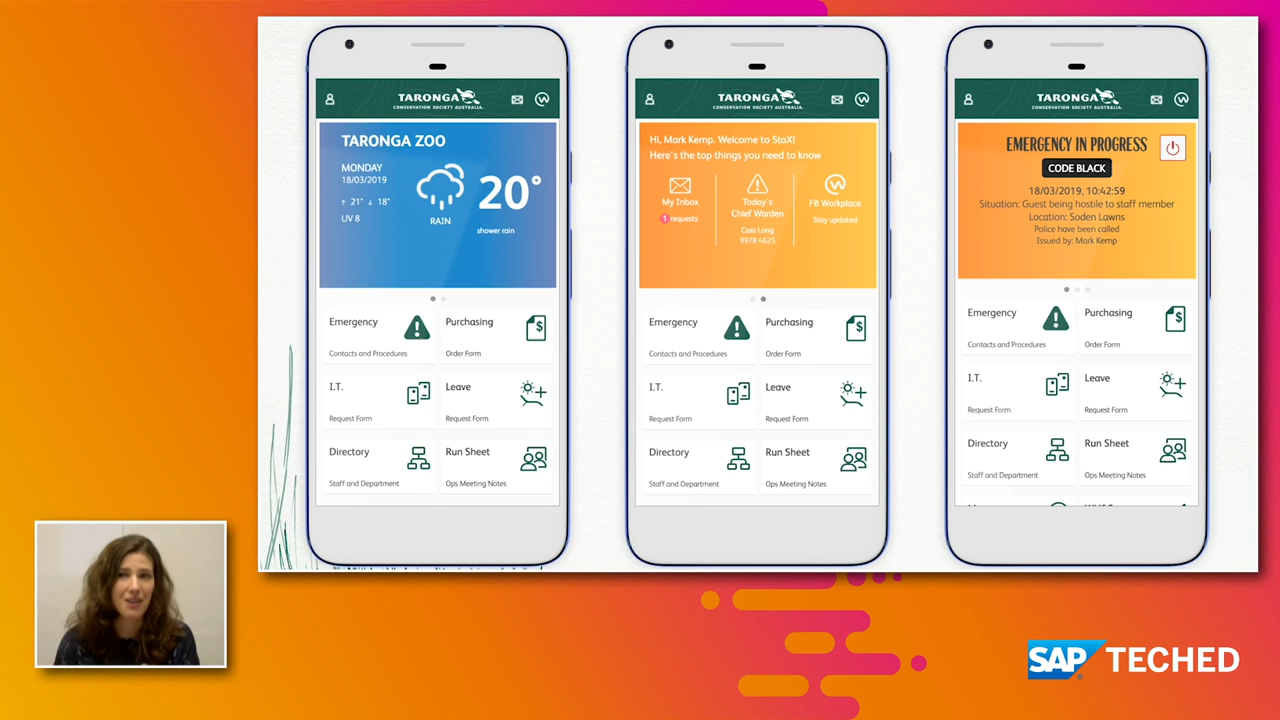 TARONGA
CONSERVATION SOCIETY AUSTRALIA
TARONGA ZOO
MONDAY
18/03/2019
↑ 21° ↓ 18°
UV 8
RAIN
20°
shower rain
Emergency
Contacts and Procedures
Purchasing
Order Form
I.T.
Request Form
Leave
Request Form
Directory
Staff and Department
Run Sheet
Ops Meeting Notes
TARONGA
CONSERVATION SOCIETY AUSTRALIA
Hi, Mark Kemp, Welcome to StaX!
Here's the top things you need to know
My Inbox
1 requests
Today's
Chief Warden
Cass Long
9978 4625
FB Workplace
Stay updated
Emergency
Contacts and Procedures
Purchasing
Order Form
I.T.
Request Form
Leave
Request Form
Directory
Staff and Department
Run Sheet
Ops Meeting Notes
TARONGA
CONSERVATION SOCIETY AUSTRALIA
EMERGENCY IN PROGRESS
CODE BLACK
18/03/2019, 10:42:59
Situation: Guest being hostile to staff member
Location: Soden Lawns
Police have been called
Issued by: Mark Kemp
Emergency
Contacts and Procedures
Purchasing
Order Form
I.T.
Request Form
Leave
Request Form
Directory
Staff and Department
Run Sheet
Ops Meeting Notes
SAP TECHED